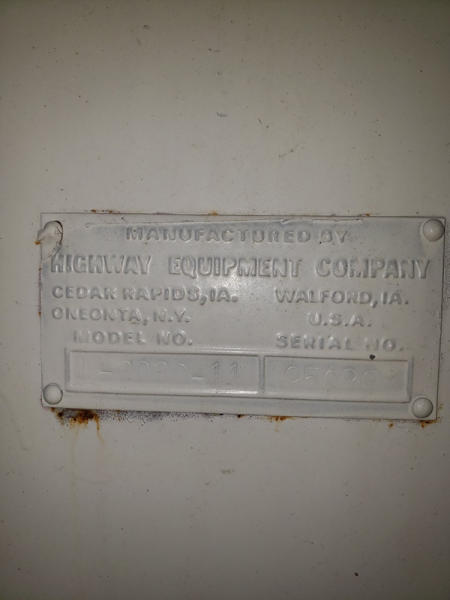 MANUFACTURED BY
HIGHWAY EQUIPMENT COMPANY
CEDAR RAPIDS, IA. WALFORD, IA.
ONEONTA, N.Y. U.S.A.
MODEL NO. SERIAL NO.